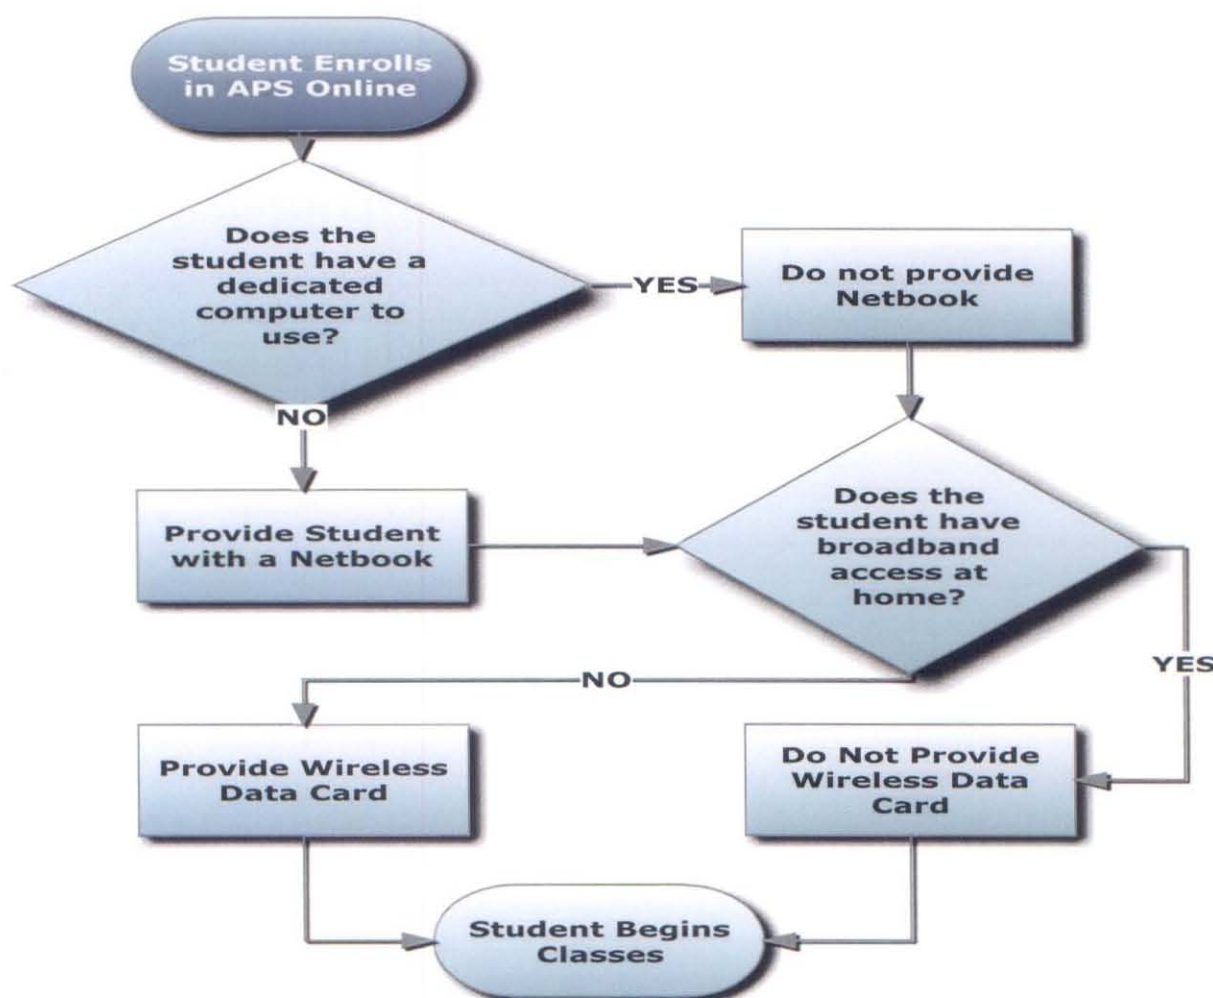 Student Enrolls
in APS Online
Does the
student have a
dedicated
computer to
use?
YES
Do not provide
Netbook
NO
Provide Student
with a Netbook
Does the
student have
broadband
access at
home?
NO
YES
Provide Wireless
Data Card
Do Not Provide
Wireless Data
Card
Student Begins
Classes